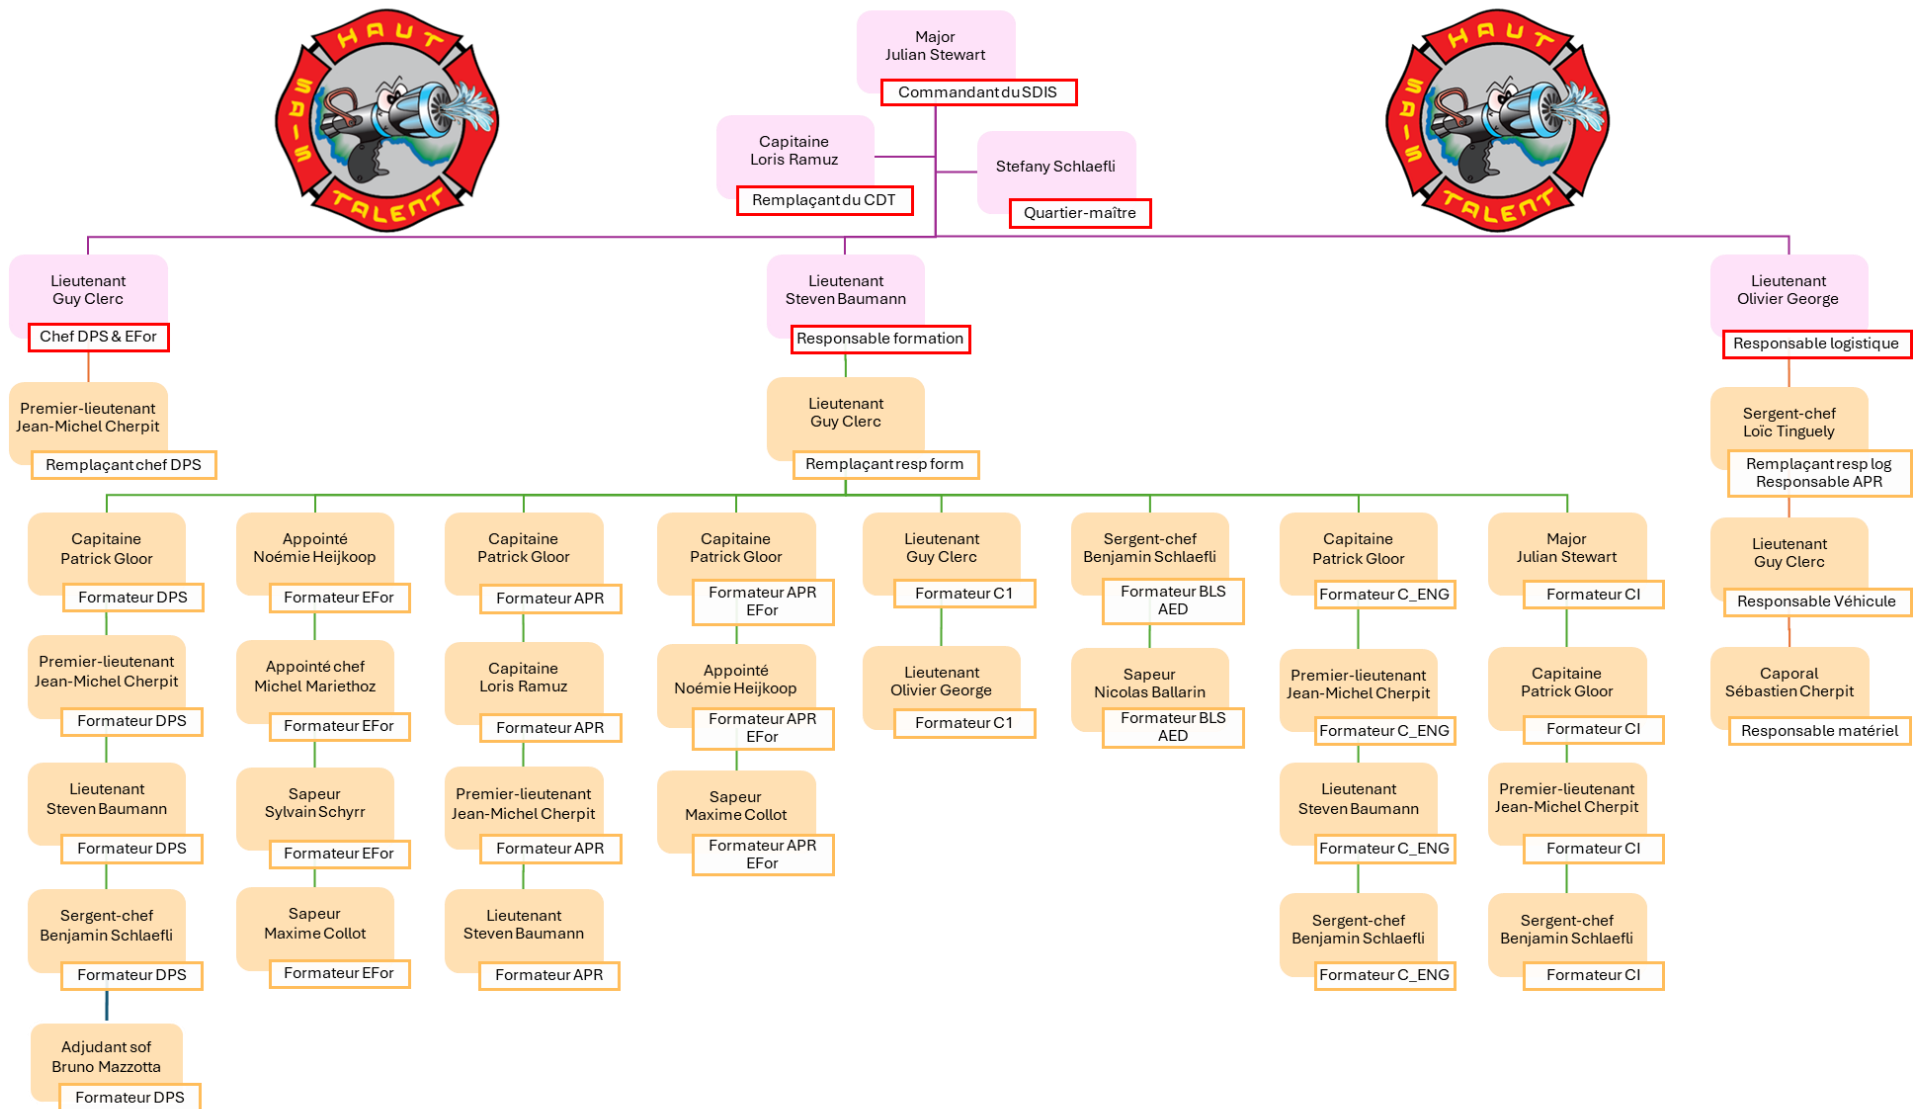 HAUT
SDIS
TALENT
Major
Julian Stewart
Commandant du SDIS
HAUT
SDIS
SDIS
TALENT
Capitaine
Loris Ramuz
Remplaçant du CDT
Stefany Schlaefli
Quartier-maître
Lieutenant
Guy Clerc
Chef DPS & EFor
Lieutenant
Steven Baumann
Responsable formation
Lieutenant
Olivier George
Responsable logistique
Premier-lieutenant
Jean-Michel Cherpit
Remplaçant chef DPS
Lieutenant
Guy Clerc
Remplaçant resp form
Sergent-chef
Loïc Tinguely
Remplaçant resp log
Responsable APR
Lieutenant
Guy Clerc
Responsable Véhicule
Caporal
Sébastien Cherpit
Responsable matériel
Capitaine
Patrick Gloor
Formateur DPS
Premier-lieutenant
Jean-Michel Cherpit
Formateur DPS
Lieutenant
Steven Baumann
Formateur DPS
Sergent-chef
Benjamin Schlaefli
Formateur DPS
Adjudant sof
Bruno Mazzotta
Formateur DPS
Appointé
Noémie Heijkoop
Formateur EFor
Appointé chef
Michel Mariethoz
Formateur EFor
Sapeur
Sylvain Schyrr
Formateur EFor
Sapeur
Maxime Collot
Formateur EFor
Capitaine
Patrick Gloor
Formateur APR
Capitaine
Loris Ramuz
Formateur APR
Premier-lieutenant
Jean-Michel Cherpit
Formateur APR
Lieutenant
Steven Baumann
Formateur APR
Capitaine
Patrick Gloor
Formateur APR
EFor
Appointé
Noémie Heijkoop
Formateur APR
EFor
Sapeur
Maxime Collot
Formateur APR
EFor
Lieutenant
Guy Clerc
Formateur C1
Lieutenant
Olivier George
Formateur C1
Sergent-chef
Benjamin Schlaefli
Formateur BLS
AED
Sapeur
Nicolas Ballarin
Formateur BLS
AED
Capitaine
Patrick Gloor
Formateur C_ENG
Premier-lieutenant
Jean-Michel Cherpit
Formateur C_ENG
Lieutenant
Steven Baumann
Formateur C_ENG
Sergent-chef
Benjamin Schlaefli
Formateur C_ENG
Major
Julian Stewart
Formateur CI
Capitaine
Patrick Gloor
Formateur CI
Premier-lieutenant
Jean-Michel Cherpit
Formateur CI
Sergent-chef
Benjamin Schlaefli
Formateur CI